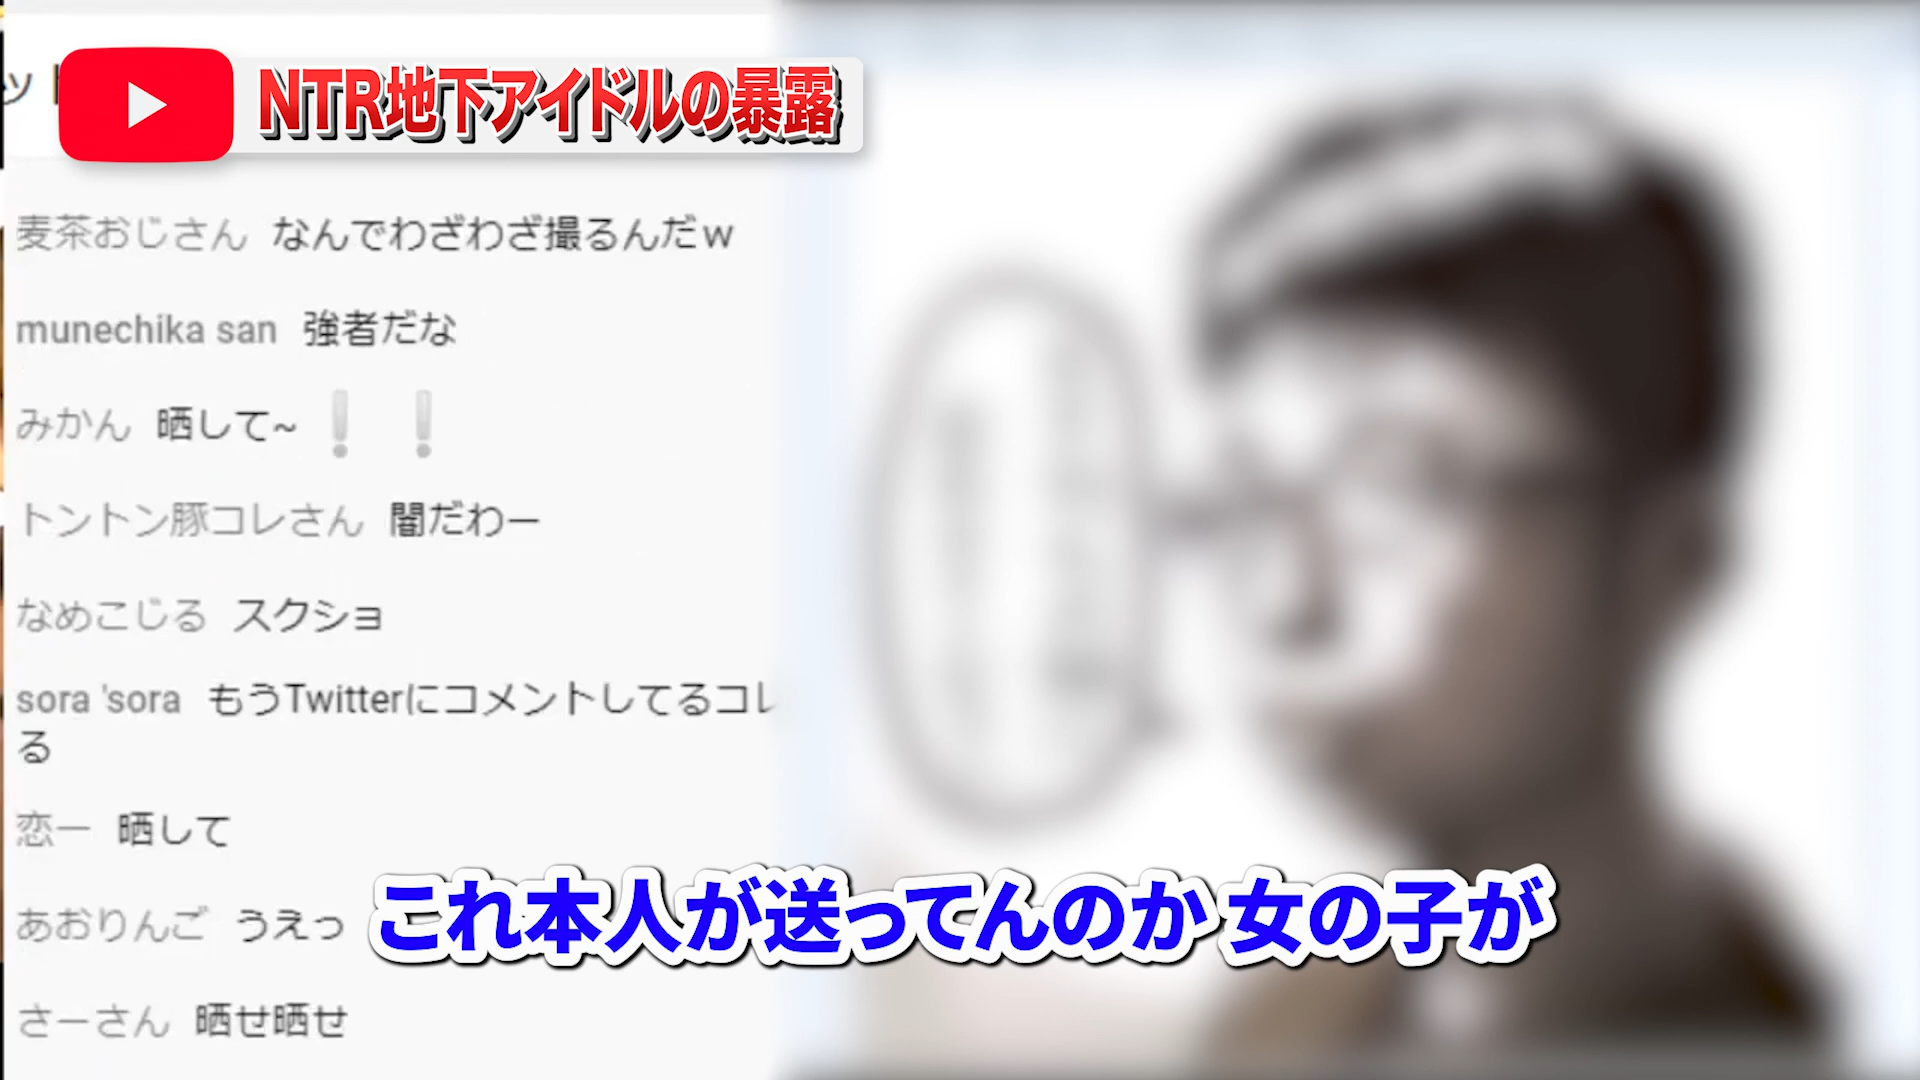 ット
NTR地下アイドルの暴露
麦茶おじさん なんでわざわざ撮るんだw
munechika san 強者だな
みかん 晒して~❕ ❕
トントン豚コレさん 闇だわー
なめこじる スクショ
sora 'sora もうTwitterにコメントしてるコレ
る
恋一 晒して
あおりんご うえっ
さーさん 晒せ晒せ
これ本人が送ってんのか 女の子が